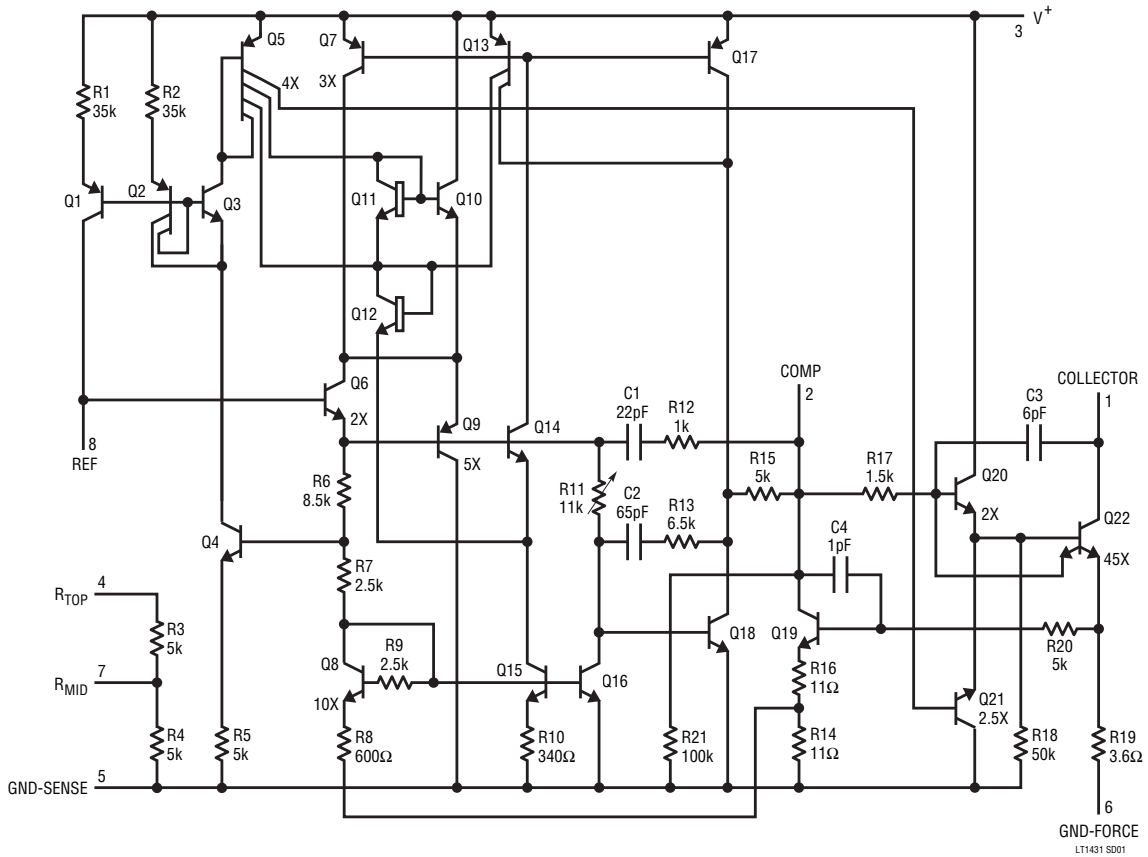 V+
3
Q5
4X
Q7
3X
Q13
Q17
R1
35k
R2
35k
Q1
Q2
Q3
Q11
Q10
Q12
Q6
2X
8
REF
Q9
5X
Q14
C1
22pF
R12
1k
COMP
2
C3
6pF
COLLECTOR
1
R6
8.5k
R11
11k
C2
65pF
R13
6.5k
R15
5k
R17
1.5k
Q20
2X
Q22
45X
Q4
R7
2.5k
C4
1pF
4
RTOP
R3
5k
7
RMID
R4
5k
R5
5k
Q8
10X
R9
2.5k
Q15
Q16
Q18
Q19
R20
5k
R16
11Ω
Q21
2.5X
R8
600Ω
R10
340Ω
R21
100k
R14
11Ω
R18
50k
R19
3.6Ω
5
GND-SENSE
6
GND-FORCE
LT1431 SD01